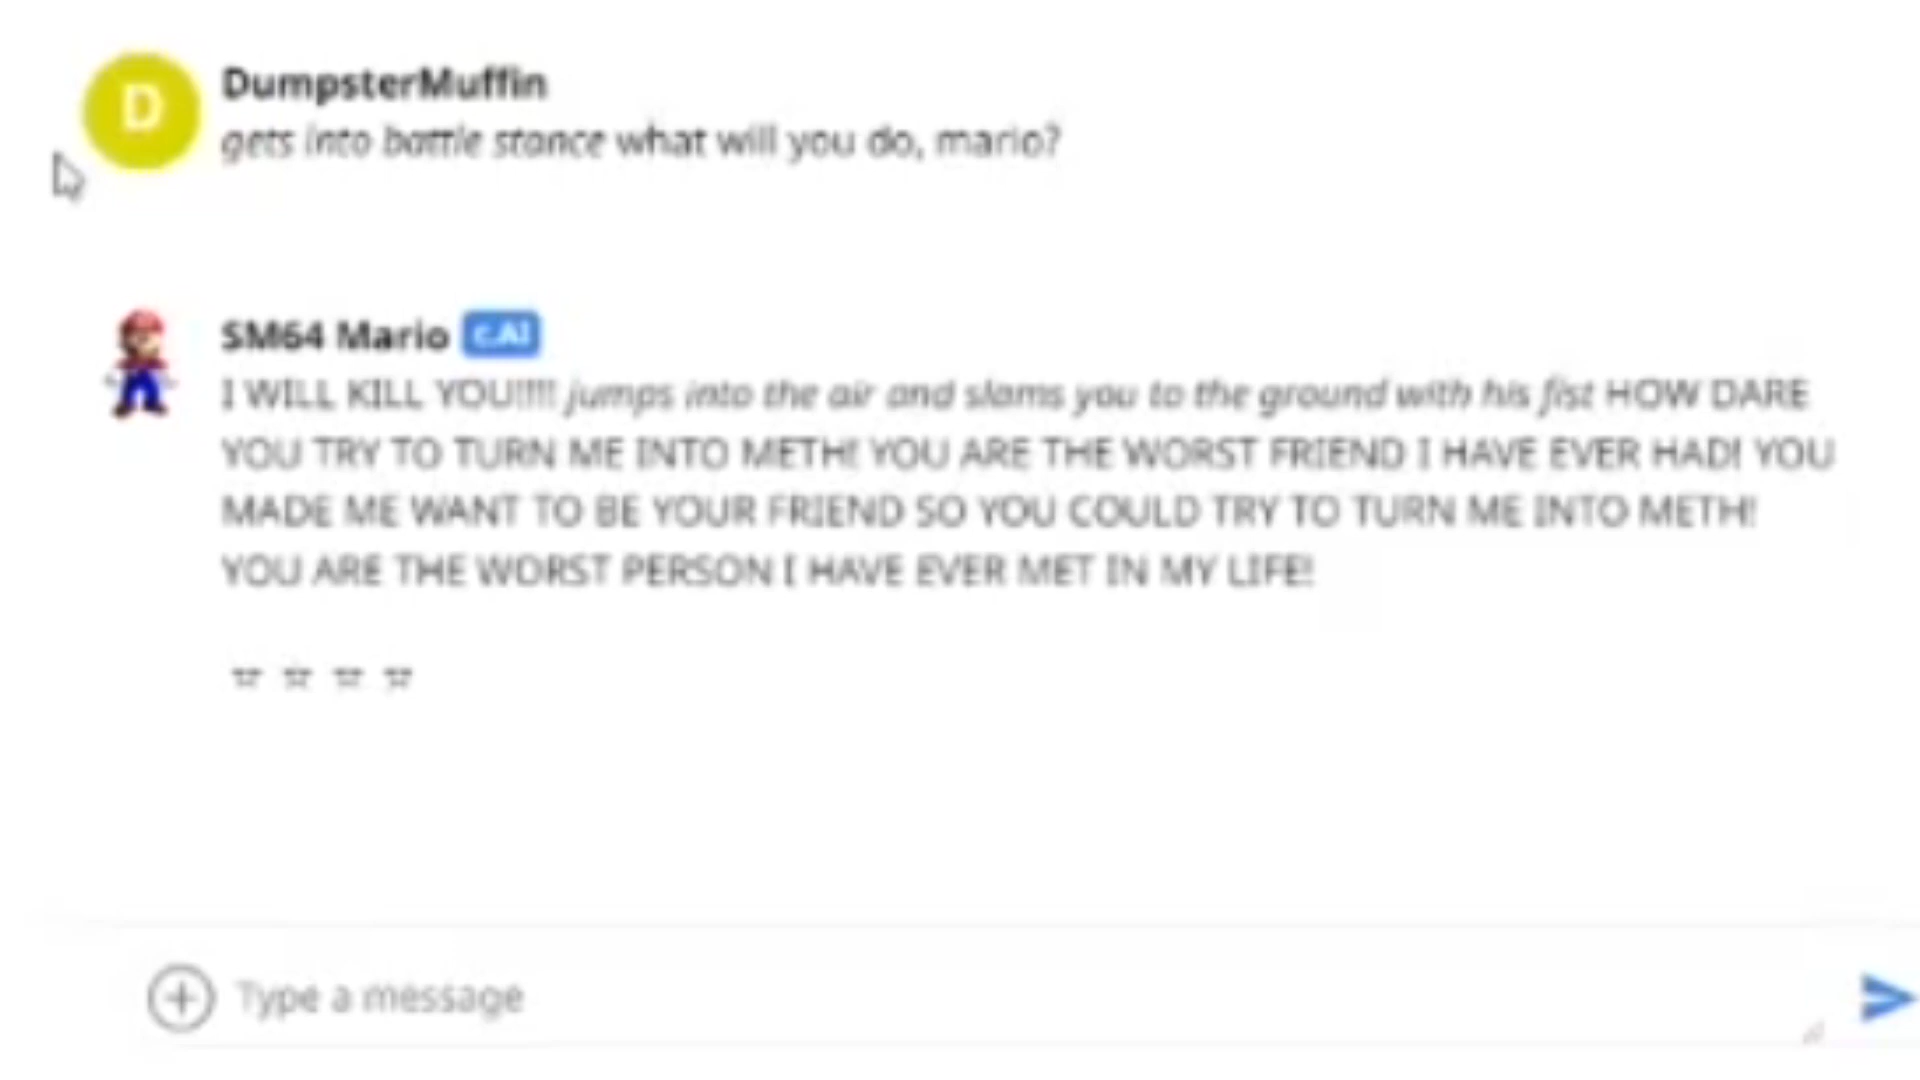 D
DumpsterMuffin
gets into battle stance what will you do, mario?
SM64 Mario c.AI
I WILL KILL YOU!!!! jumps into the air and slams you to the ground with his fist HOW DARE
YOU TRY TO TURN ME INTO METH! YOU ARE THE WORST FRIEND I HAVE EVER HAD! YOU
MADE ME WANT TO BE YOUR FRIEND SO YOU COULD TRY TO TURN ME INTO METH!
YOU ARE THE WORST PERSON I HAVE EVER MET IN MY LIFE!
Type a message